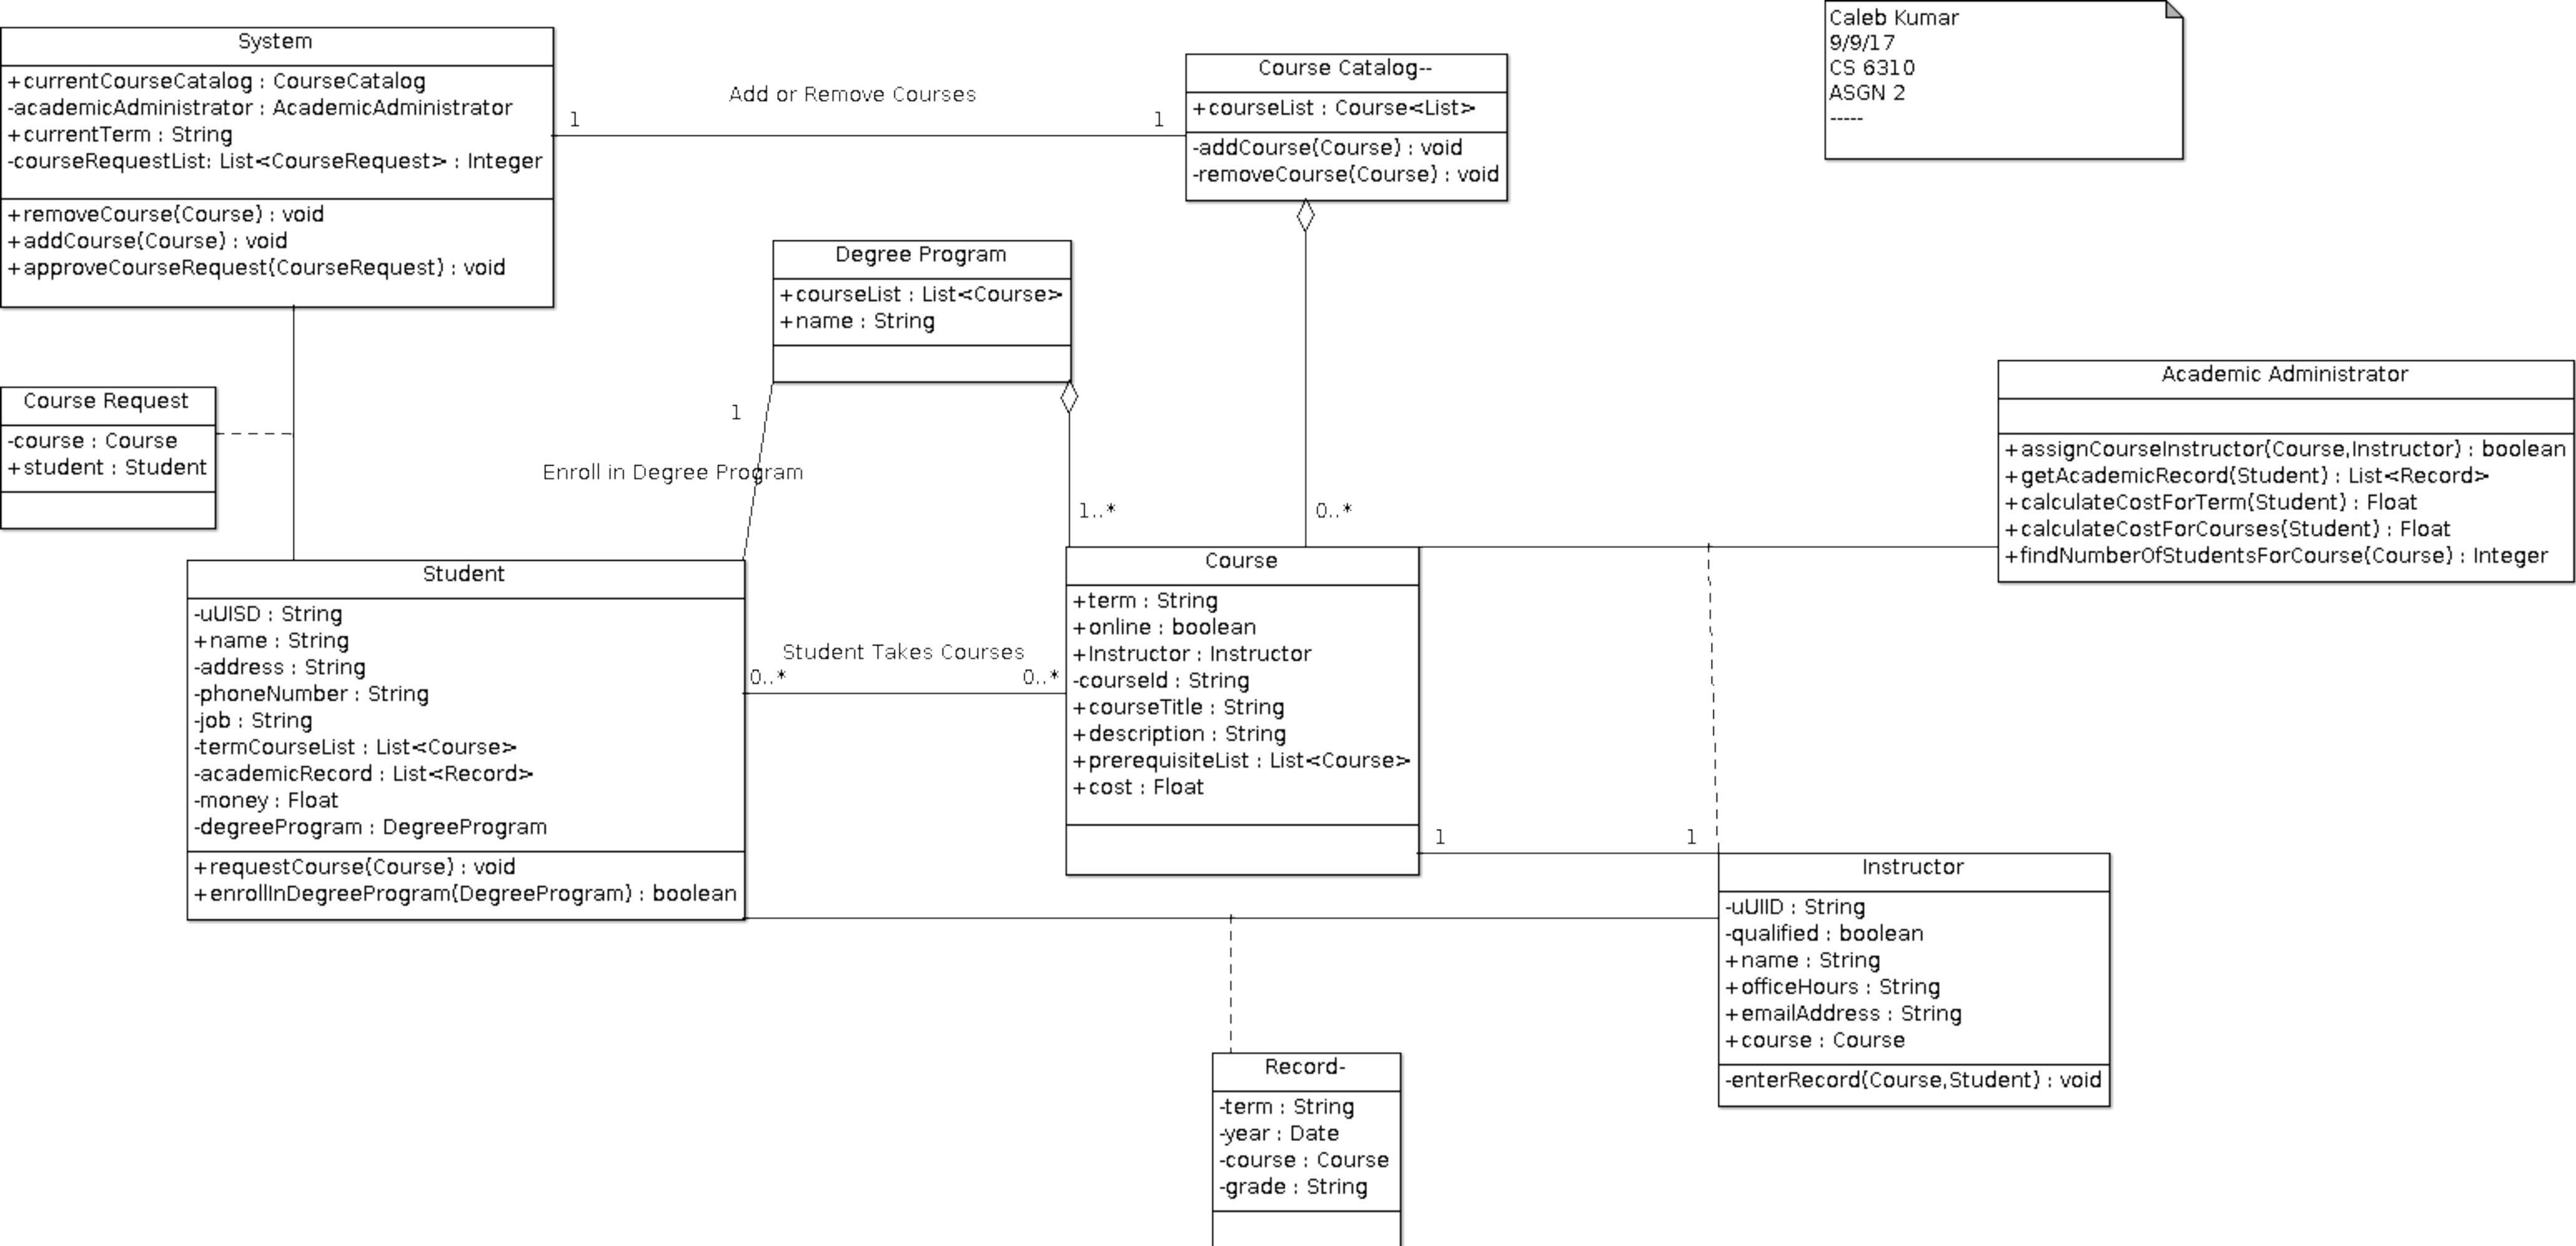 System
+currentCourseCatalog : CourseCatalog
-academicAdministrator : AcademicAdministrator
+currentTerm : String
-courseRequestList: List<CourseRequest> : Integer
+removeCourse(Course) : void
+addCourse(Course) : void
+approveCourseRequest(CourseRequest) : void
Add or Remove Courses
1
1
Course Catalog--
+courseList : Course<List>
-addCourse(Course) : void
-removeCourse(Course) : void
Caleb Kumar
9/9/17
CS 6310
ASGN 2
-----
Degree Program
+courseList : List<Course>
+name : String
Course Request
-course : Course
+student : Student
1
Enroll in Degree Program
1..*
0..*
Academic Administrator
+assignCourseInstructor(Course,Instructor) : boolean
+getAcademicRecord(Student) : List<Record>
+calculateCostForTerm(Student) : Float
+calculateCostForCourses(Student) : Float
+findNumberOfStudentsForCourse(Course) : Integer
Student
-uUISD : String
+name : String
-address : String
-phoneNumber : String
-job : String
-termCourseList : List<Course>
-academicRecord : List<Record>
-money : Float
-degreeProgram : DegreeProgram
+requestCourse(Course) : void
+enrollInDegreeProgram(DegreeProgram) : boolean
Student Takes Courses
0..*
0..*
Course
+term : String
+online : boolean
+Instructor : Instructor
-courseId : String
+courseTitle : String
+description : String
+prerequisiteList : List<Course>
+cost : Float
1
1
Instructor
-uUIID : String
-qualified : boolean
+name : String
+officeHours : String
+emailAddress : String
+course : Course
-enterRecord(Course,Student) : void
Record-
-term : String
-year : Date
-course : Course
-grade : String